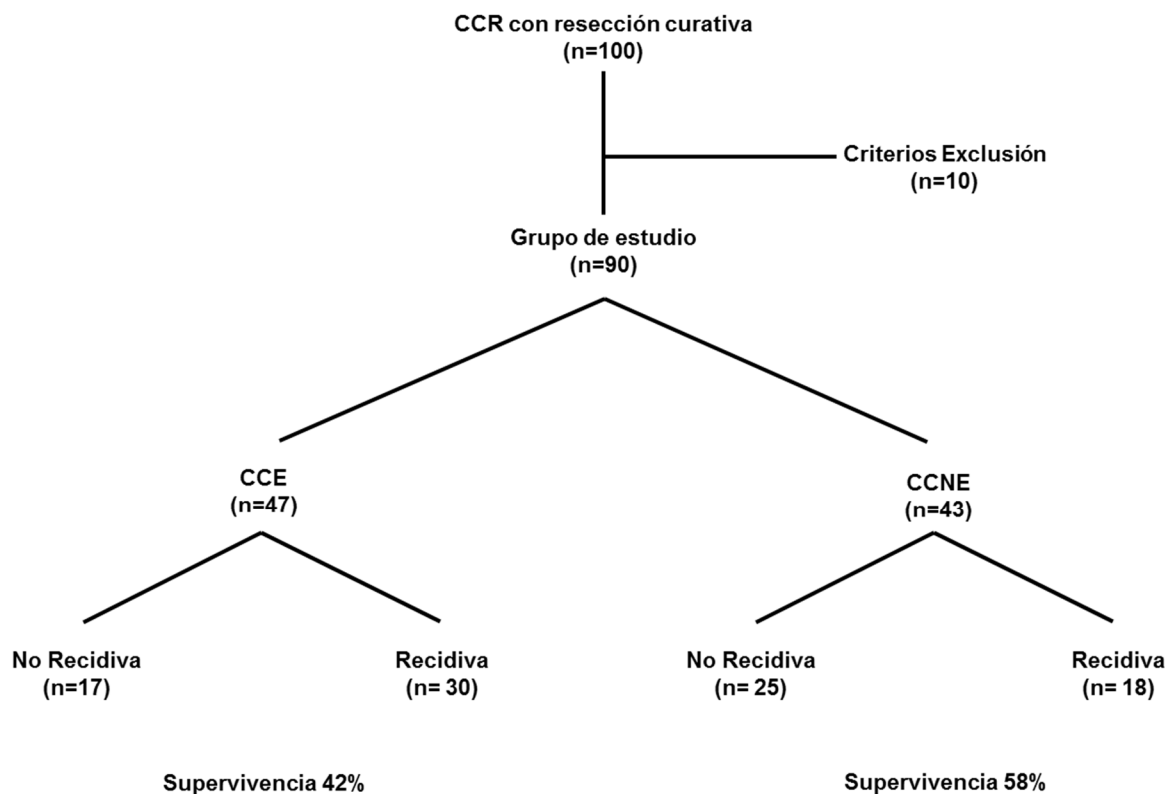 CCR con resección curativa
(n=100)
Criterios Exclusión
(n=10)
Grupo de estudio
(n=90)
CCE
(n=47)
CCNE
(n=43)
No Recidiva
(n=17)
Recidiva
(n= 30)
No Recidiva
(n= 25)
Recidiva
(n= 18)
Supervivencia 42%
Supervivencia 58%